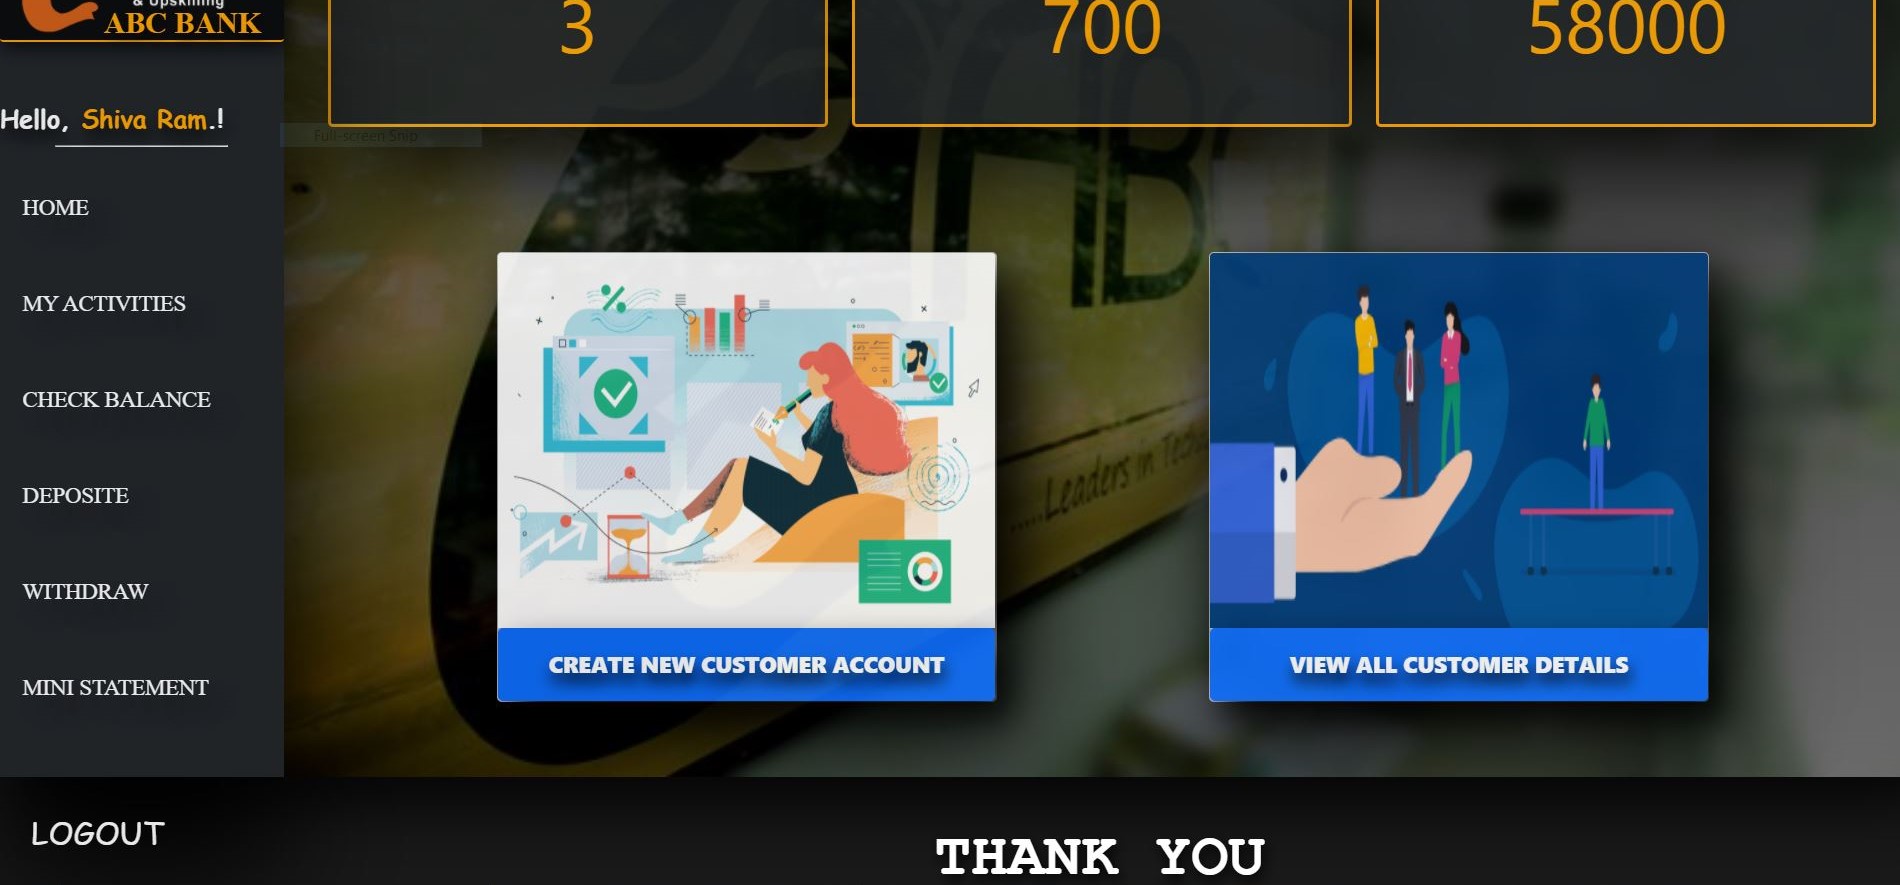 & Upskilling
ABC BANK
3
700
58000
Hello, Shiva Ram.!
Full-screen Snip
HOME
MY ACTIVITIES
CHECK BALANCE
DEPOSITE
WITHDRAW
MINI STATEMENT
LOGOUT
.....Leaders in
CREATE NEW CUSTOMER ACCOUNT
VIEW ALL CUSTOMER DETAILS
THANK YOU